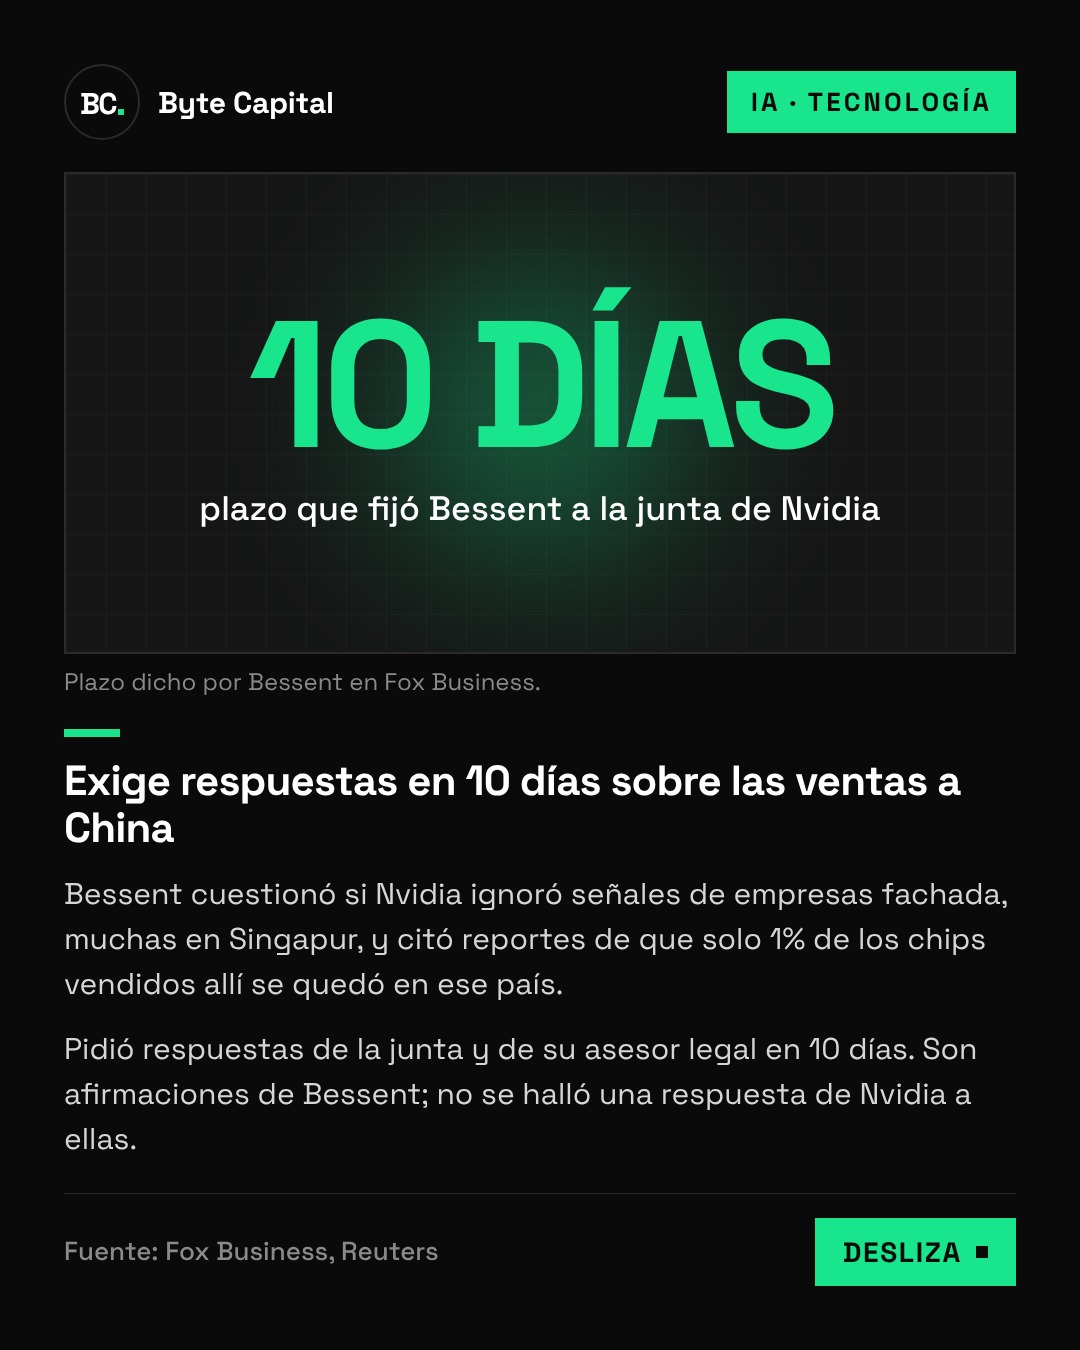 BC.
Byte Capital
IA · TECNOLOGÍA
10 DÍAS
plazo que fijó Bessent a la junta de Nvidia
Plazo dicho por Bessent en Fox Business.
Exige respuestas en 10 días sobre las ventas a
China
Bessent cuestionó si Nvidia ignoró señales de empresas fachada,
muchas en Singapur, y citó reportes de que solo 1% de los chips
vendidos allí se quedó en ese país.
Pidió respuestas de la junta y de su asesor legal en 10 días. Son
afirmaciones de Bessent; no se halló una respuesta de Nvidia a
ellas.
Fuente: Fox Business, Reuters
DESLIZA